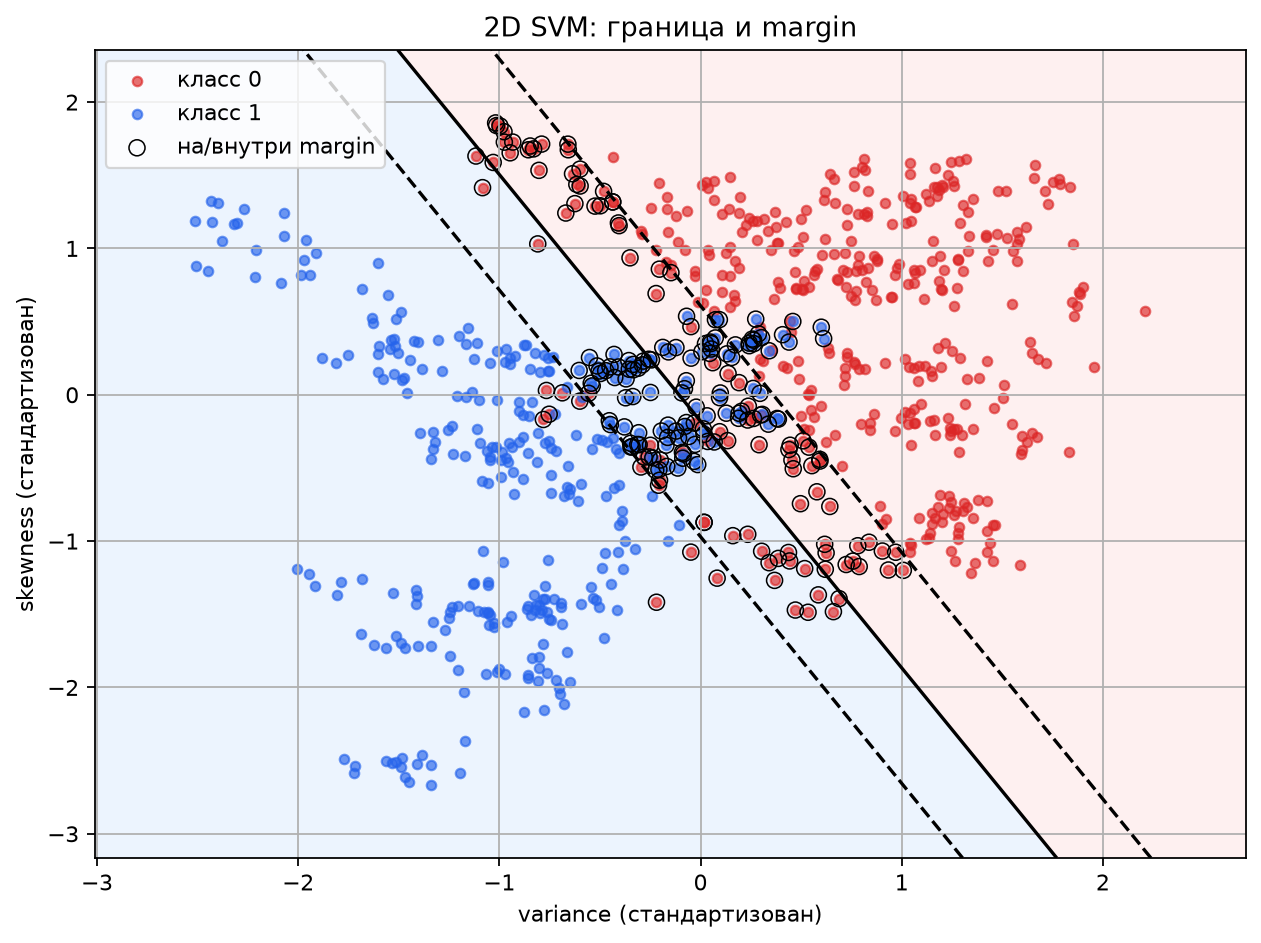 2D SVM: граница и margin
класс 0
класс 1
на/внутри margin
2
1
0
−1
−2
−3
skewness (стандартизован)
−3 −2 −1 0 1 2
variance (стандартизован)